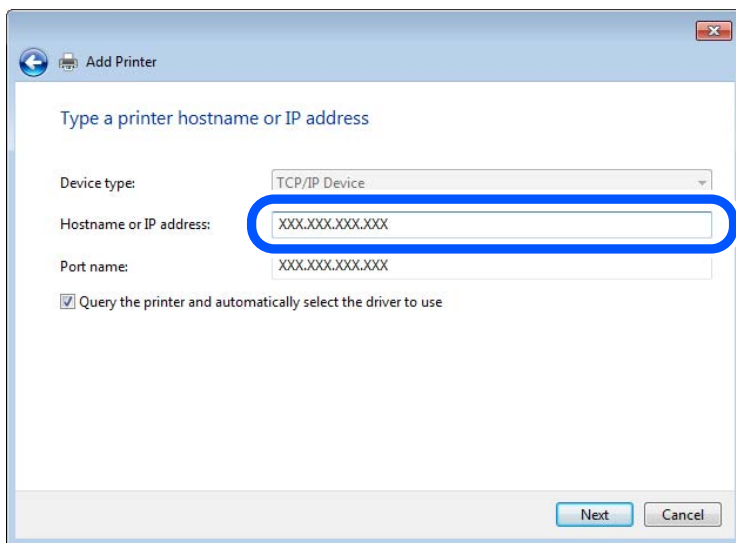 Add Printer
Type a printer hostname or IP address
Device type: TCP/IP Device
Hostname or IP address: XXX.XXX.XXX.XXX
Port name: XXX.XXX.XXX.XXX
Query the printer and automatically select the driver to use
Next Cancel